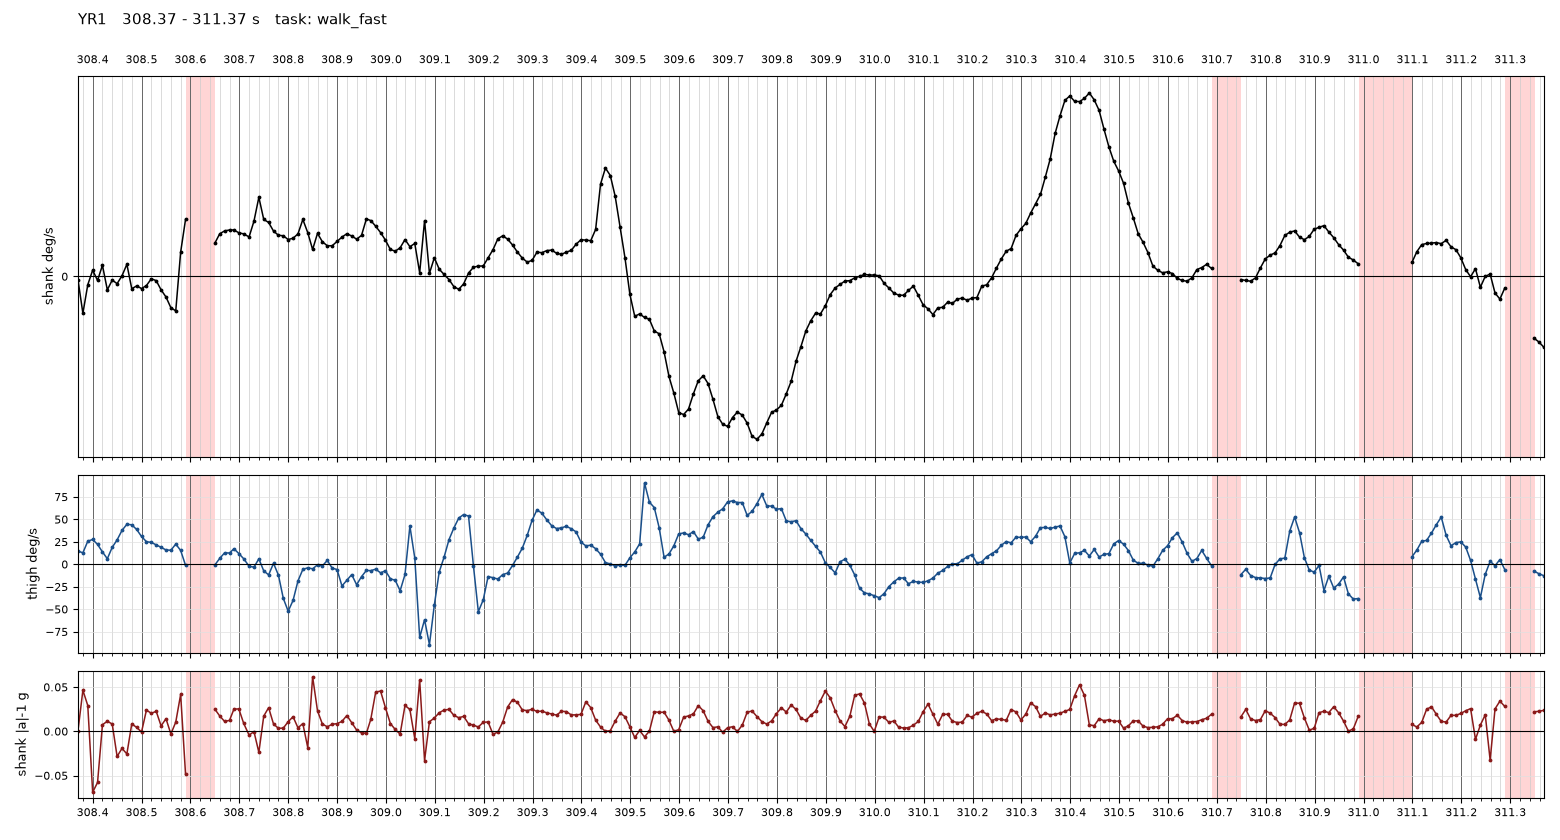 YR1   308.37 - 311.37 s   task: walk_fast
308.4 308.5 308.6 308.7 308.8 308.9 309.0 309.1 309.2 309.3 309.4 309.5 309.6 309.7 309.8 309.9 310.0 310.1 310.2 310.3 310.4 310.5 310.6 310.7 310.8 310.9 311.0 311.1 311.2 311.3
shank deg/s
0
thigh deg/s
75
50
25
0
−25
−50
−75
shank |a|-1 g
0.05
0.00
−0.05
308.4 308.5 308.6 308.7 308.8 308.9 309.0 309.1 309.2 309.3 309.4 309.5 309.6 309.7 309.8 309.9 310.0 310.1 310.2 310.3 310.4 310.5 310.6 310.7 310.8 310.9 311.0 311.1 311.2 311.3